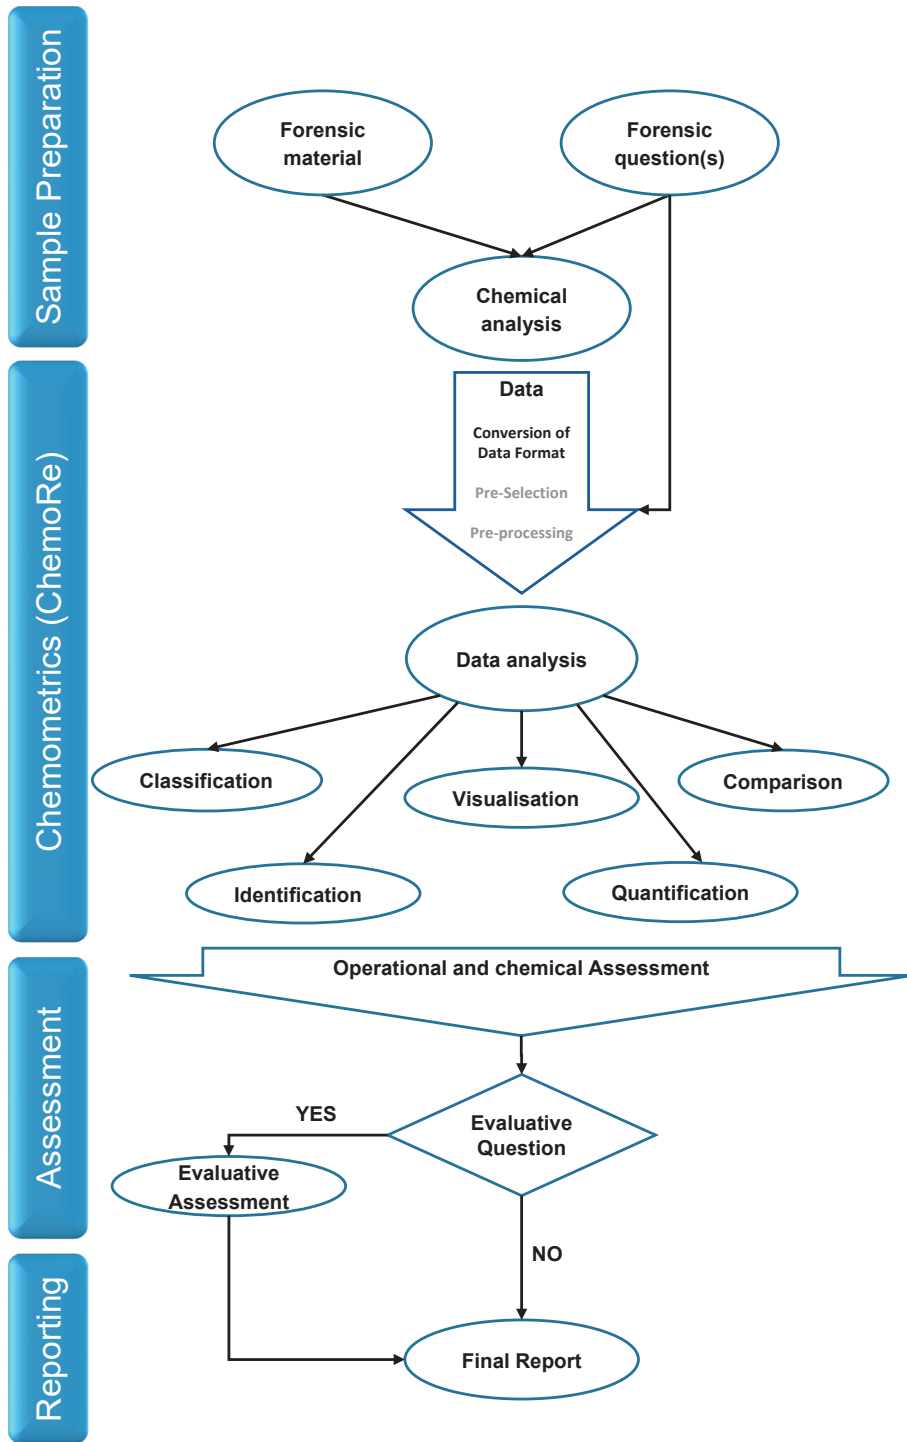 Sample Preparation
Forensic
material
Forensic
question(s)
Chemical
analysis
Chemometrics (ChemoRe)
Data
Conversion of
Data Format
Pre-Selection
Pre-processing
Data analysis
Classification
Visualisation
Comparison
Identification
Quantification
Assessment
Operational and chemical Assessment
YES
Evaluative
Question
Evaluative
Assessment
NO
Reporting
Final Report